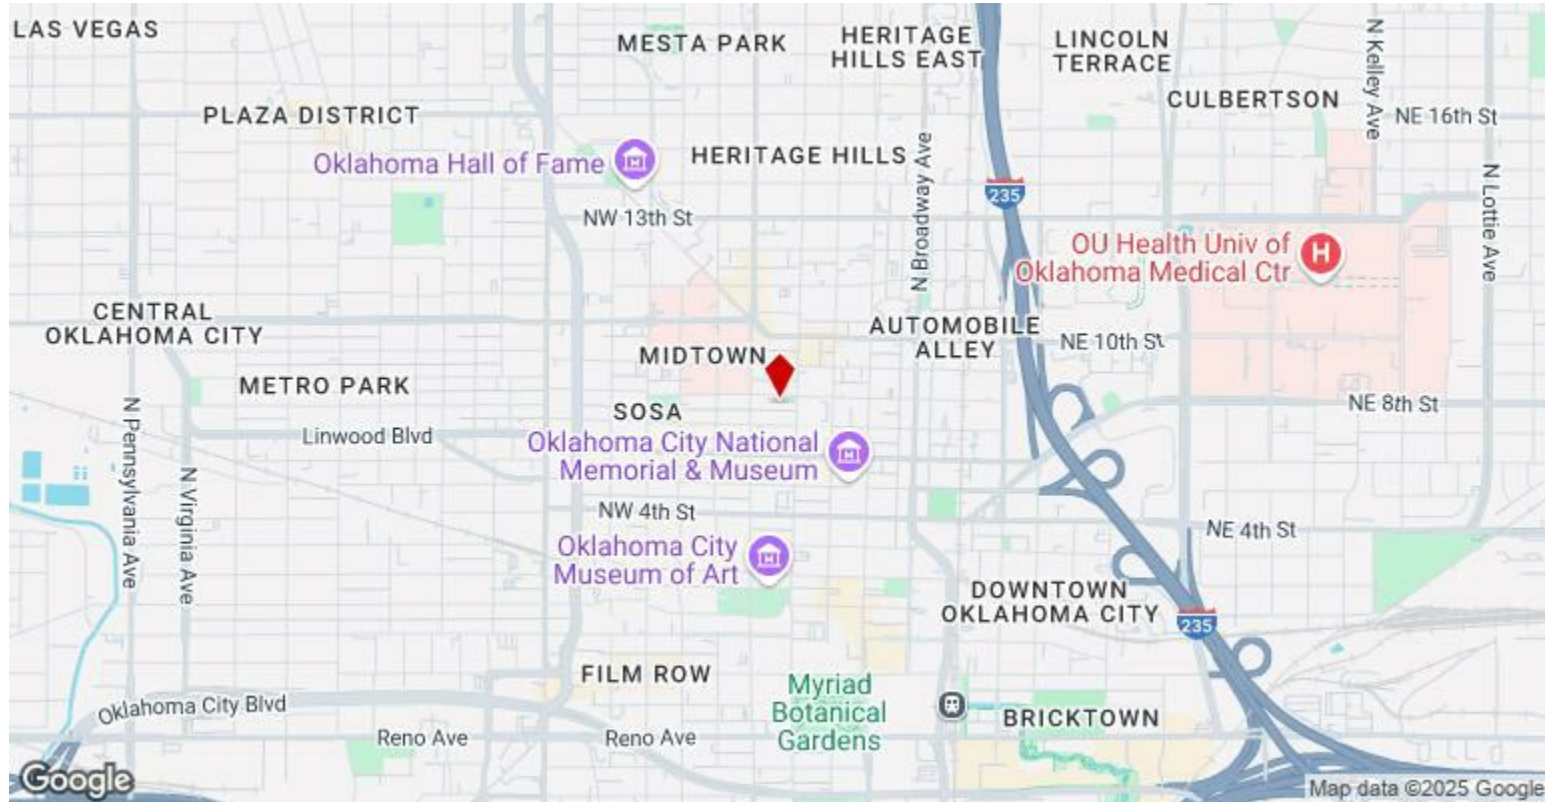 LAS VEGAS
MESTA PARK
HERITAGE
HILLS EAST
LINCOLN
TERRACE
N Kelley Ave
CULBERTSON
PLAZA DISTRICT
NE 16th St
Oklahoma Hall of Fame
HERITAGE HILLS
N Broadway Ave
235
N Lottie Ave
NW 13th St
OU Health Univ of
Oklahoma Medical Ctr
H
CENTRAL
OKLAHOMA CITY
AUTOMOBILE
ALLEY
NE 10th St
MIDTOWN
METRO PARK
SOSA
NE 8th St
N Pennsylvania Ave
Linwood Blvd
Oklahoma City National
Memorial & Museum
N Virginia Ave
NW 4th St
NE 4th St
Oklahoma City
Museum of Art
DOWNTOWN
OKLAHOMA CITY
235
FILM ROW
Myriad
Botanical
Gardens
Oklahoma City Blvd
BRICKTOWN
Reno Ave
Reno Ave
Google
Map data ©2025 Google